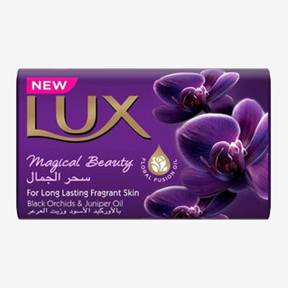 NEW
LUX
Magical Beauty
سحر الجمال
For Long Lasting Fragrant Skin
Black Orchids & Juniper Oil
بالأوركيد الأسود وزيت العرعر
FLORAL FUSION OIL